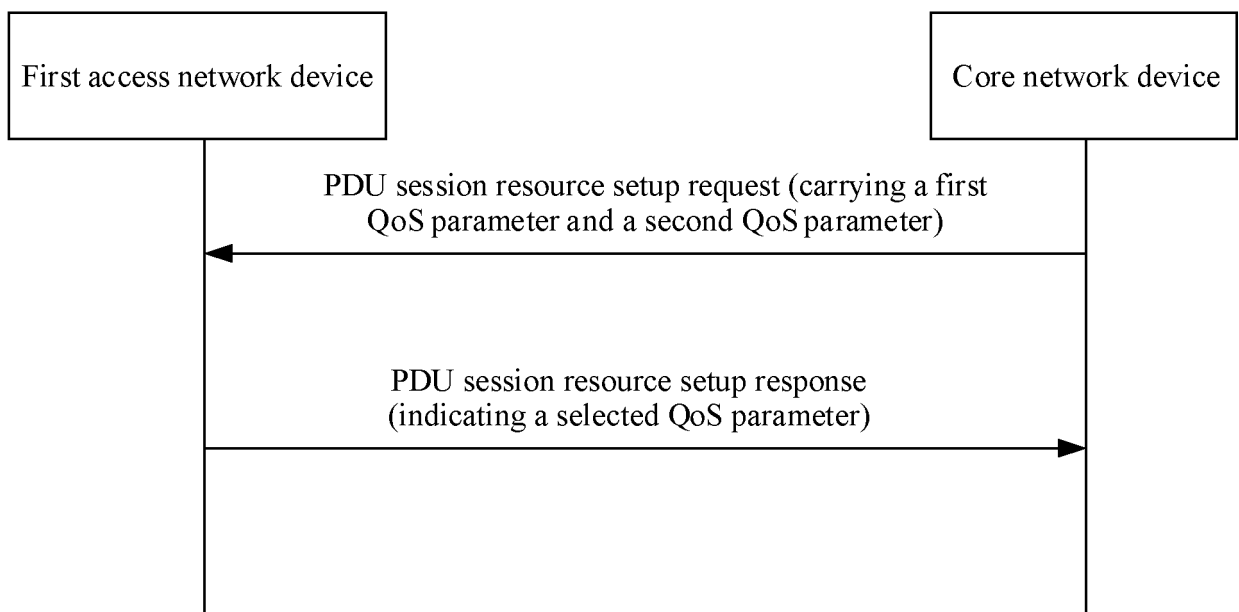 First access network device
Core network device
PDU session resource setup request (carrying a first
QoS parameter and a second QoS parameter)
PDU session resource setup response
(indicating a selected QoS parameter)